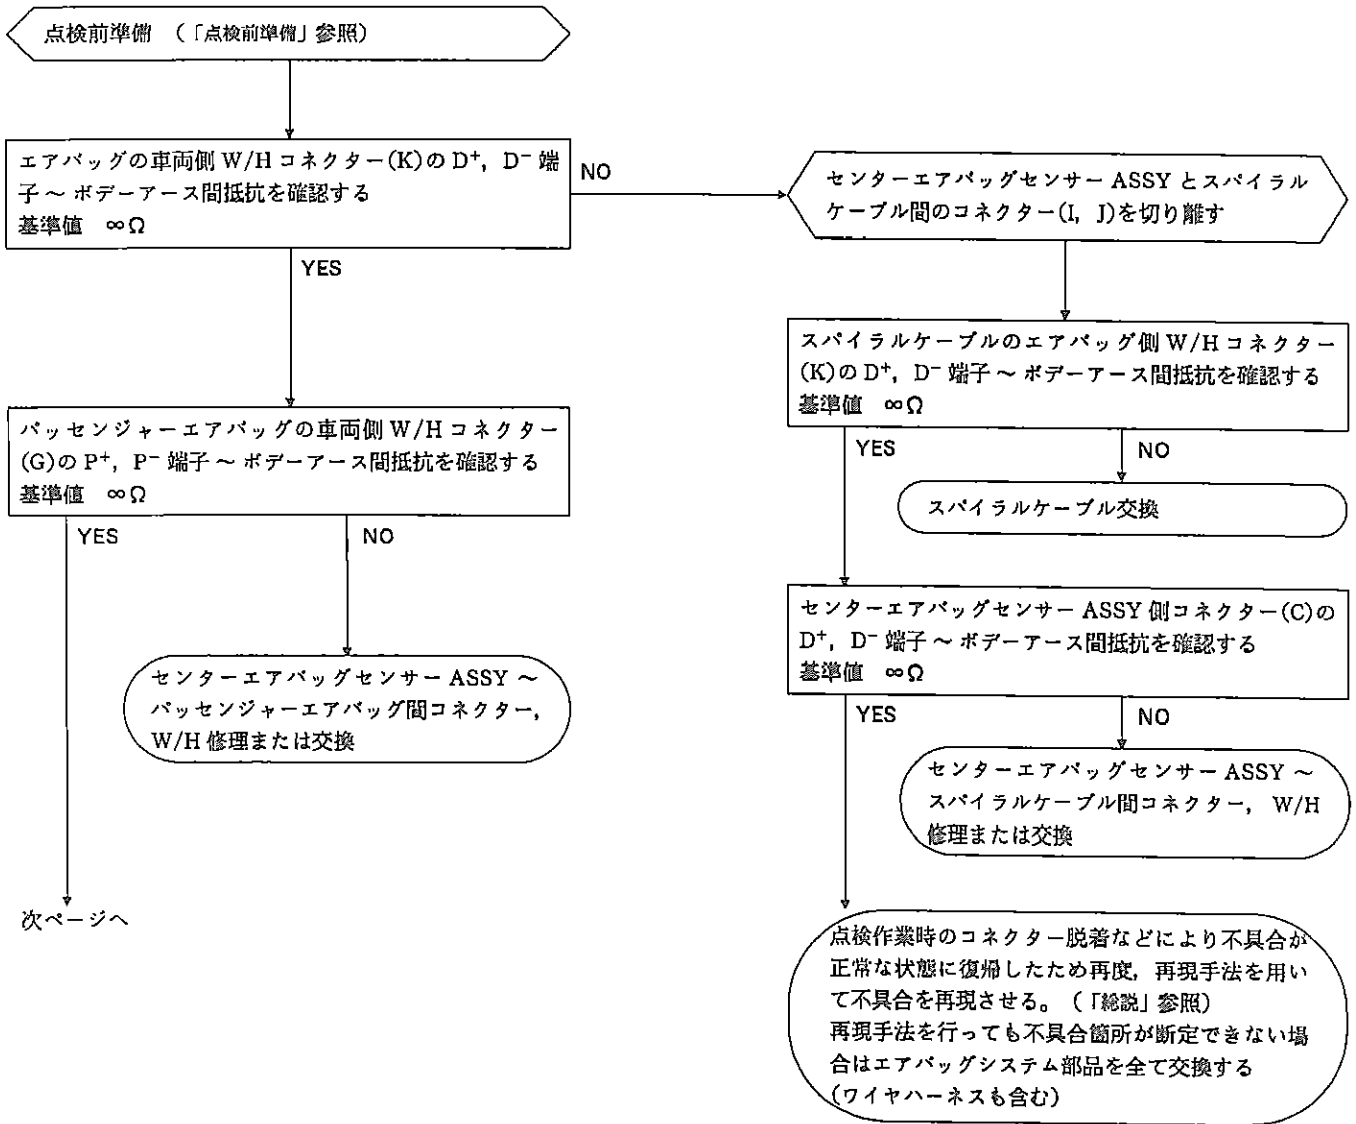 点検前準備 （「点検前準備」参照）
エアバッグの車両側 W/H コネクター(K)の D⁺, D⁻ 端
子 〜 ボデーアース間抵抗を確認する
基準値 ∞Ω
NO
YES
パッセンジャーエアバッグの車両側 W/H コネクター
(G)の P⁺, P⁻ 端子 〜 ボデーアース間抵抗を確認する
基準値 ∞Ω
YES
NO
センターエアバッグセンサー ASSY 〜
パッセンジャーエアバッグ間コネクター,
W/H 修理または交換
次ページへ
センターエアバッグセンサー ASSY とスパイラル
ケーブル間のコネクター(I, J)を切り離す
スパイラルケーブルのエアバッグ側 W/H コネクター
(K)の D⁺, D⁻ 端子 〜 ボデーアース間抵抗を確認する
基準値 ∞Ω
YES
NO
スパイラルケーブル交換
センターエアバッグセンサー ASSY 側コネクター(C)の
D⁺, D⁻ 端子 〜 ボデーアース間抵抗を確認する
基準値 ∞Ω
YES
NO
センターエアバッグセンサー ASSY 〜
スパイラルケーブル間コネクター, W/H
修理または交換
点検作業時のコネクター脱着などにより不具合が
正常な状態に復帰したため再度, 再現手法を用い
て不具合を再現させる。（「総説」参照）
再現手法を行っても不具合箇所が断定できない場
合はエアバッグシステム部品を全て交換する
(ワイヤハーネスも含む)